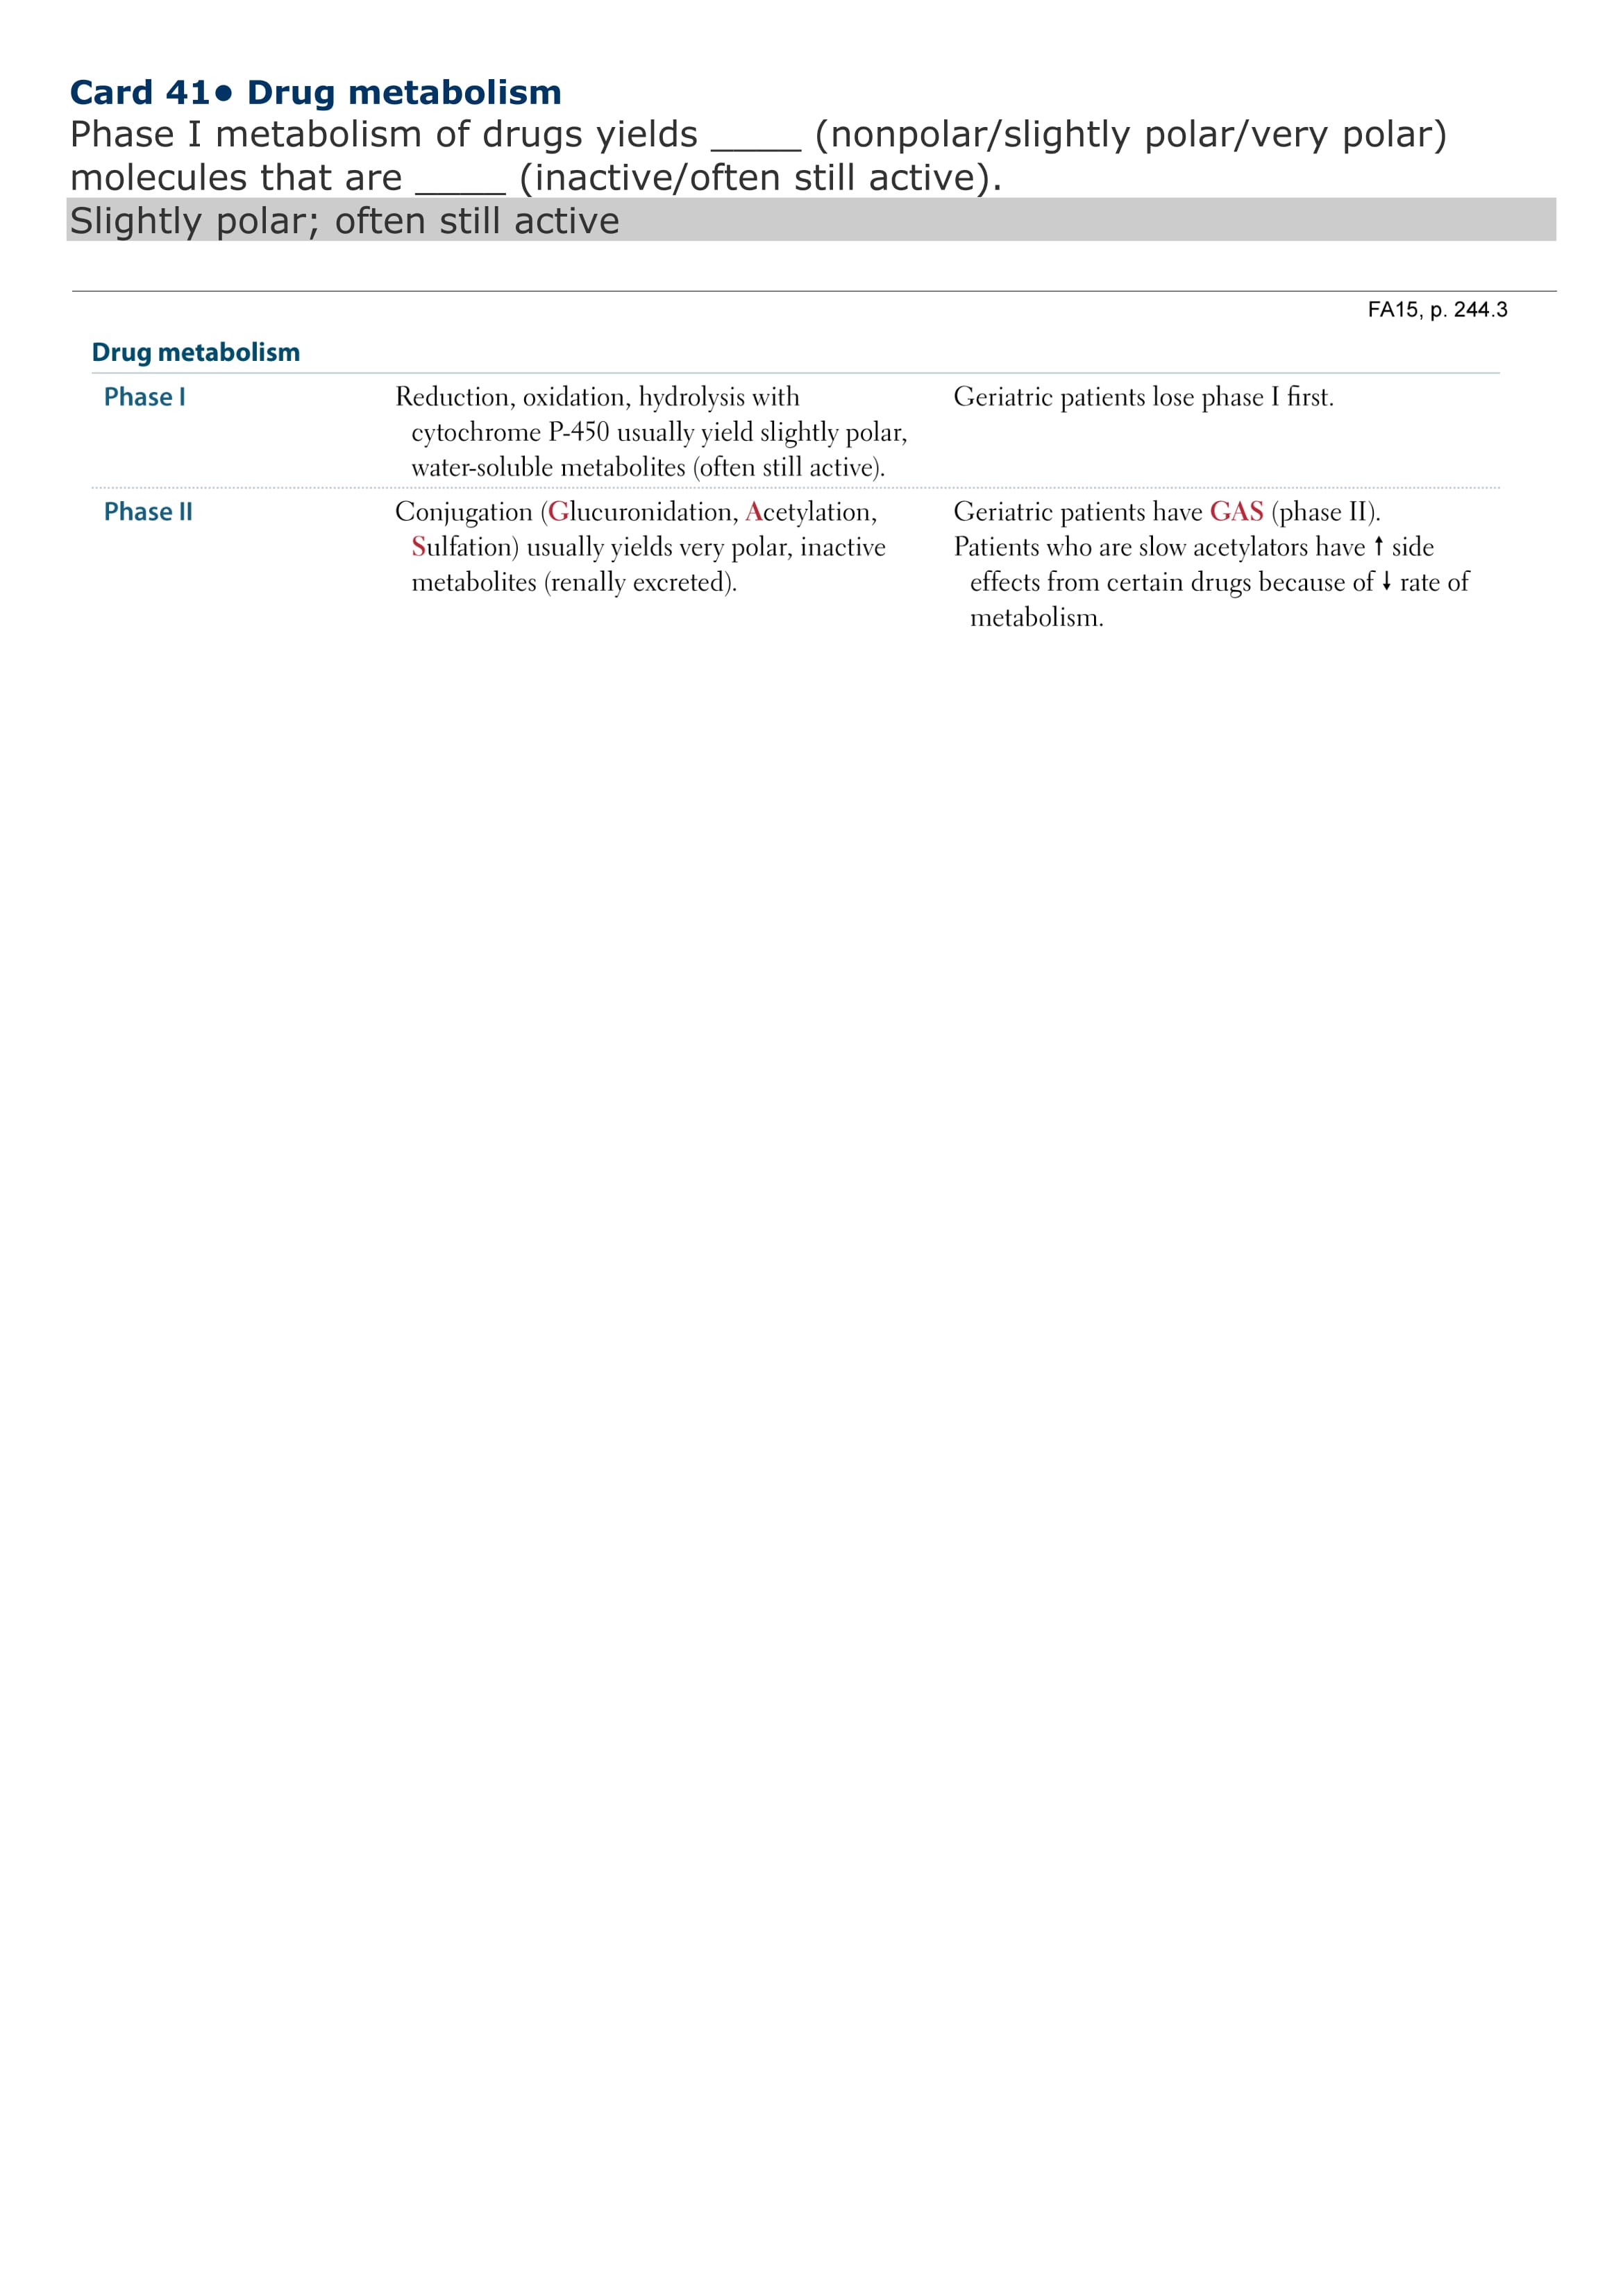 Card 41● Drug metabolism
Phase I metabolism of drugs yields ____ (nonpolar/slightly polar/very polar)
molecules that are ____ (inactive/often still active).
Slightly polar; often still active
FA15, p. 244.3
Drug metabolism
Phase I
Reduction, oxidation, hydrolysis with
cytochrome P-450 usually yield slightly polar,
water-soluble metabolites (often still active).
Geriatric patients lose phase I first.
Phase II
Conjugation (Glucuronidation, Acetylation,
Sulfation) usually yields very polar, inactive
metabolites (renally excreted).
Geriatric patients have GAS (phase II).
Patients who are slow acetylators have ↑ side
effects from certain drugs because of ↓ rate of
metabolism.